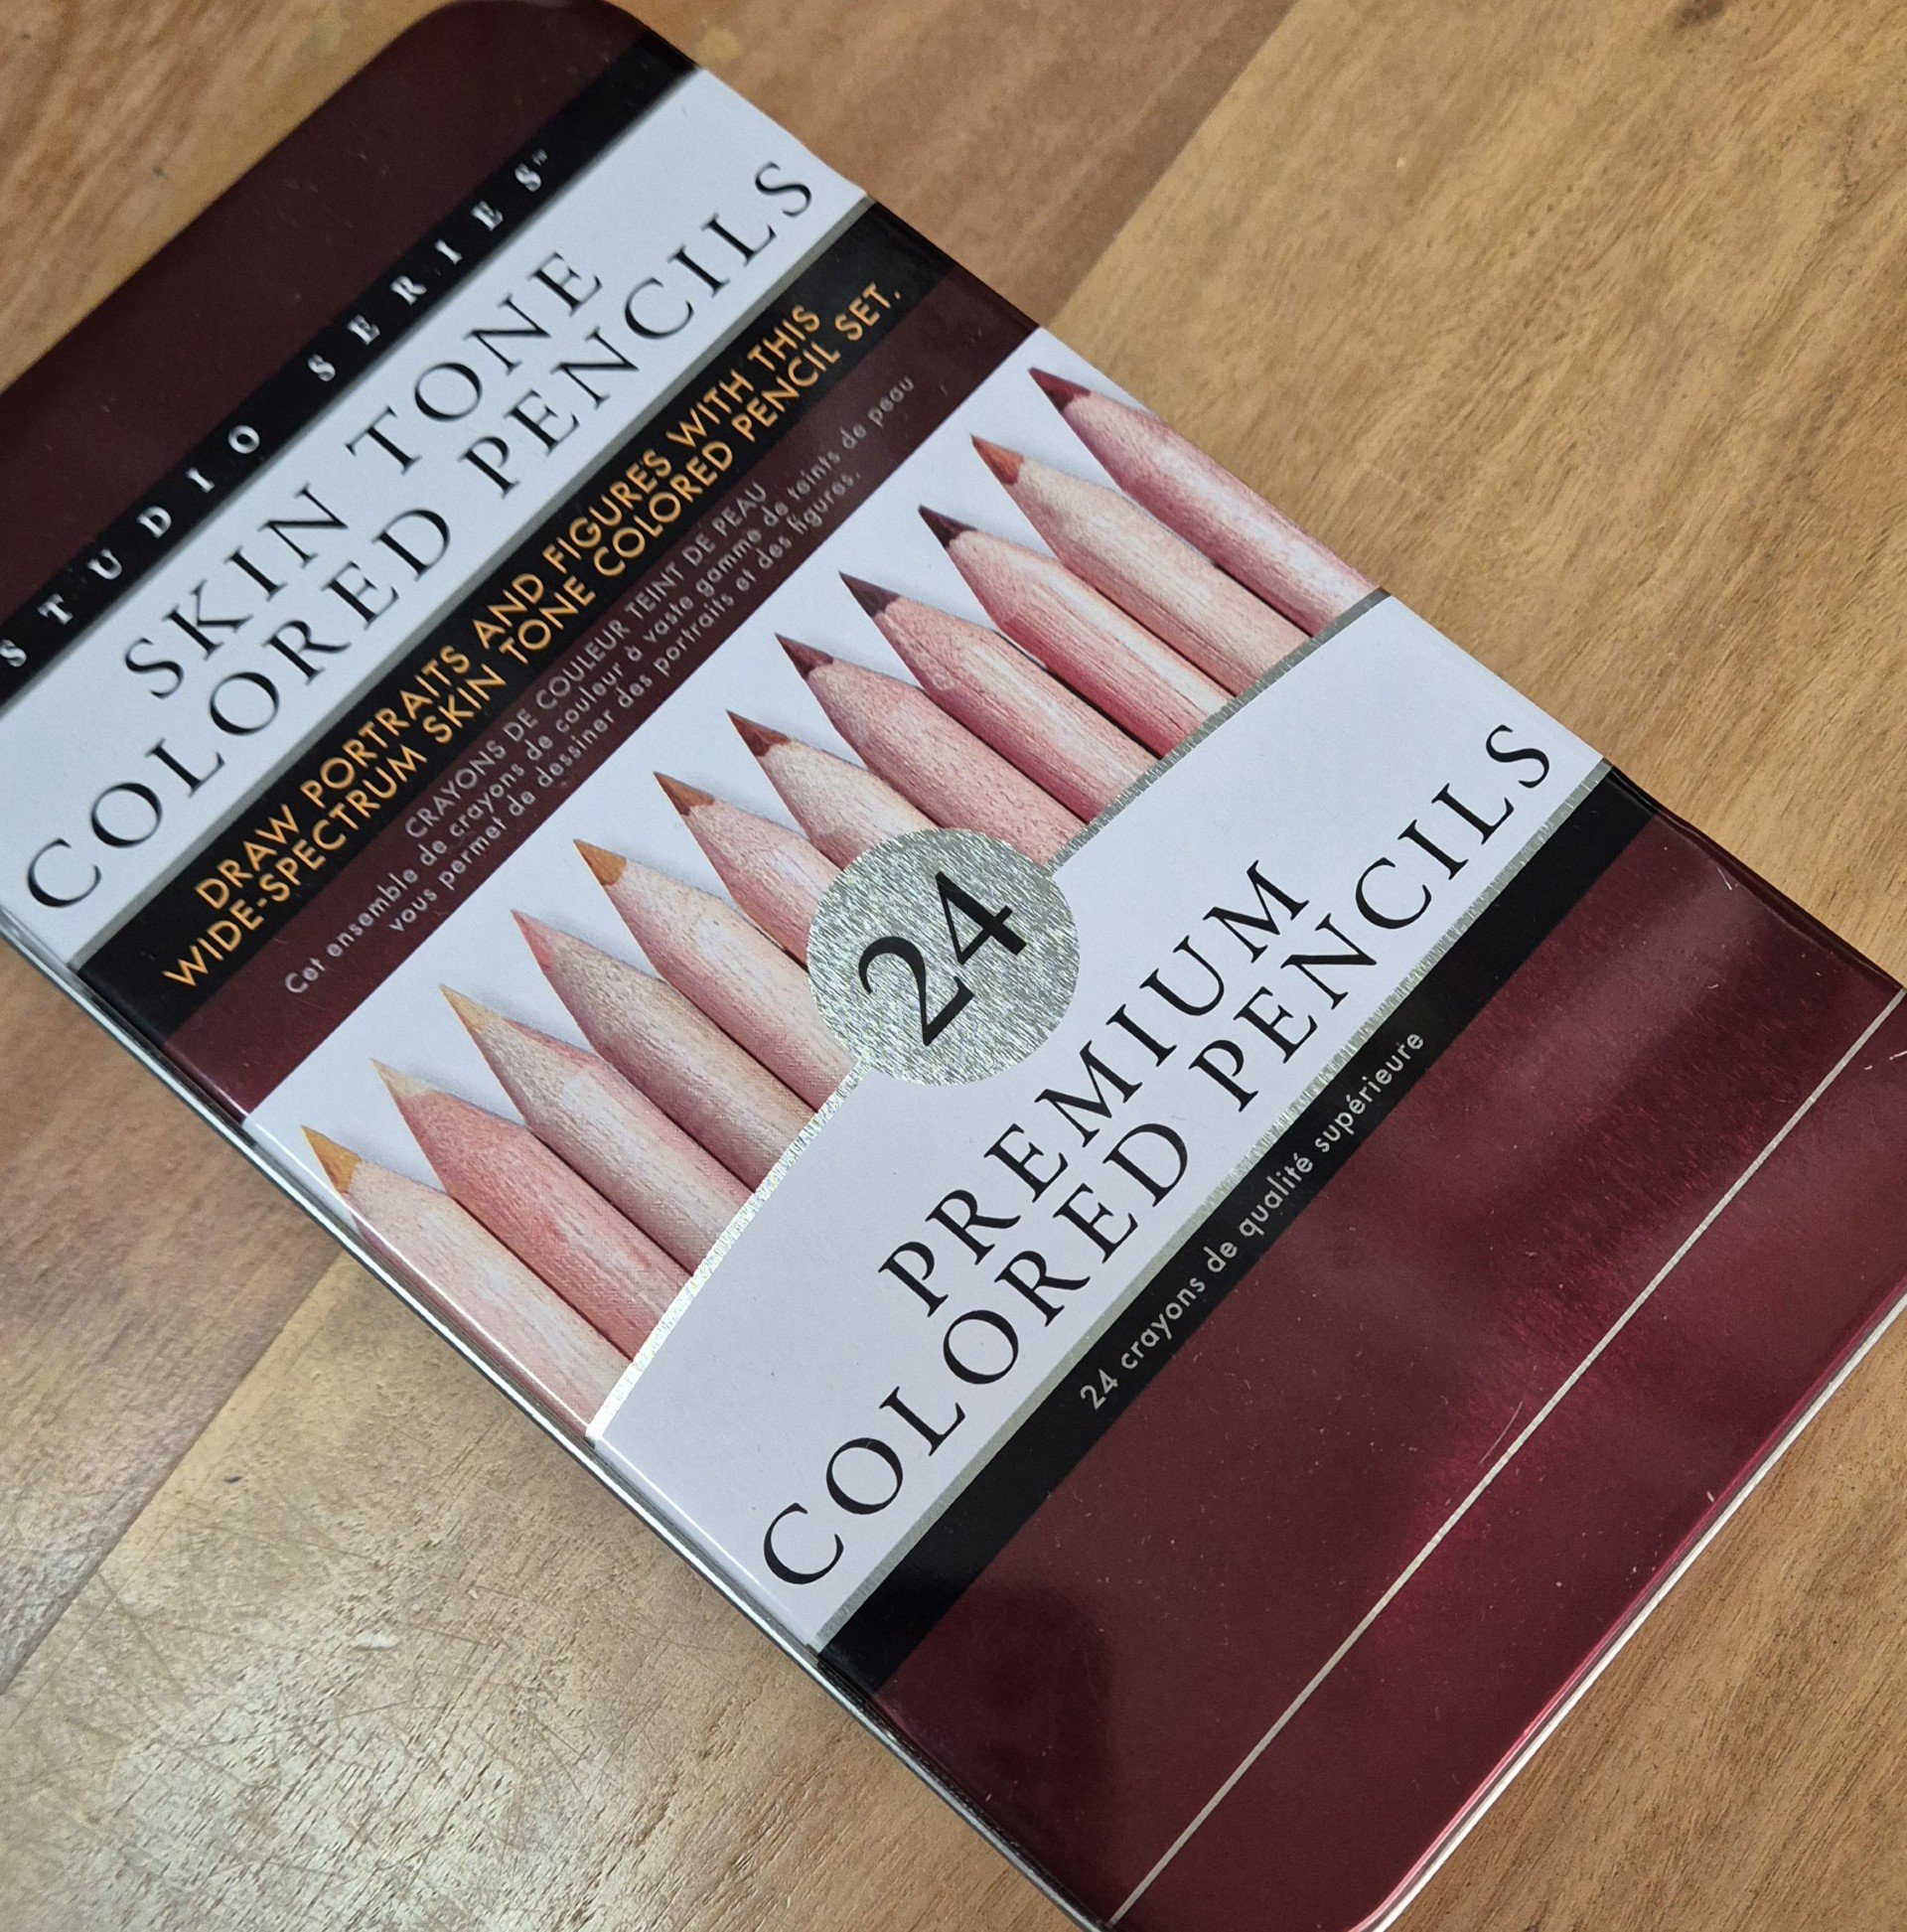 STUDIO SERIES™
SKIN TONE
COLORED PENCILS
DRAW PORTRAITS AND FIGURES WITH THIS
WIDE-SPECTRUM SKIN TONE COLORED PENCIL SET.
CRAYONS DE COULEUR TEINT DE PEAU
Cet ensemble de crayons de couleur à vaste gamme de teints de peau
vous permet de dessiner des portraits et des figures.
24
PREMIUM
COLORED PENCILS
24 crayons de qualité supérieure